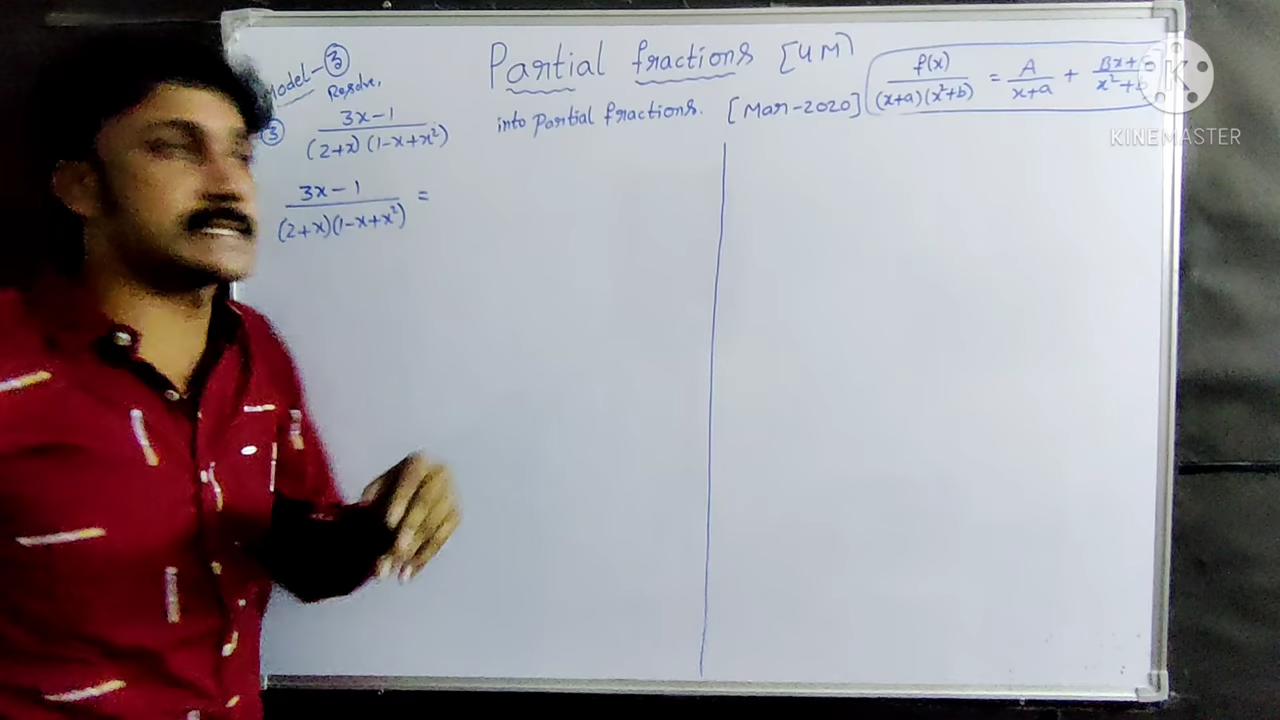 Model-③
Partial fractions [4M]
Resolve,
③ 3x-1 / (2+x)(1-x+x²) into Partial fractions. [Mar-2020]
f(x) / (x+a)(x²+b) = A / x+a + Bx+ / x²+b
3x-1 / (2+x)(1-x+x²) =
K
KINEMASTER